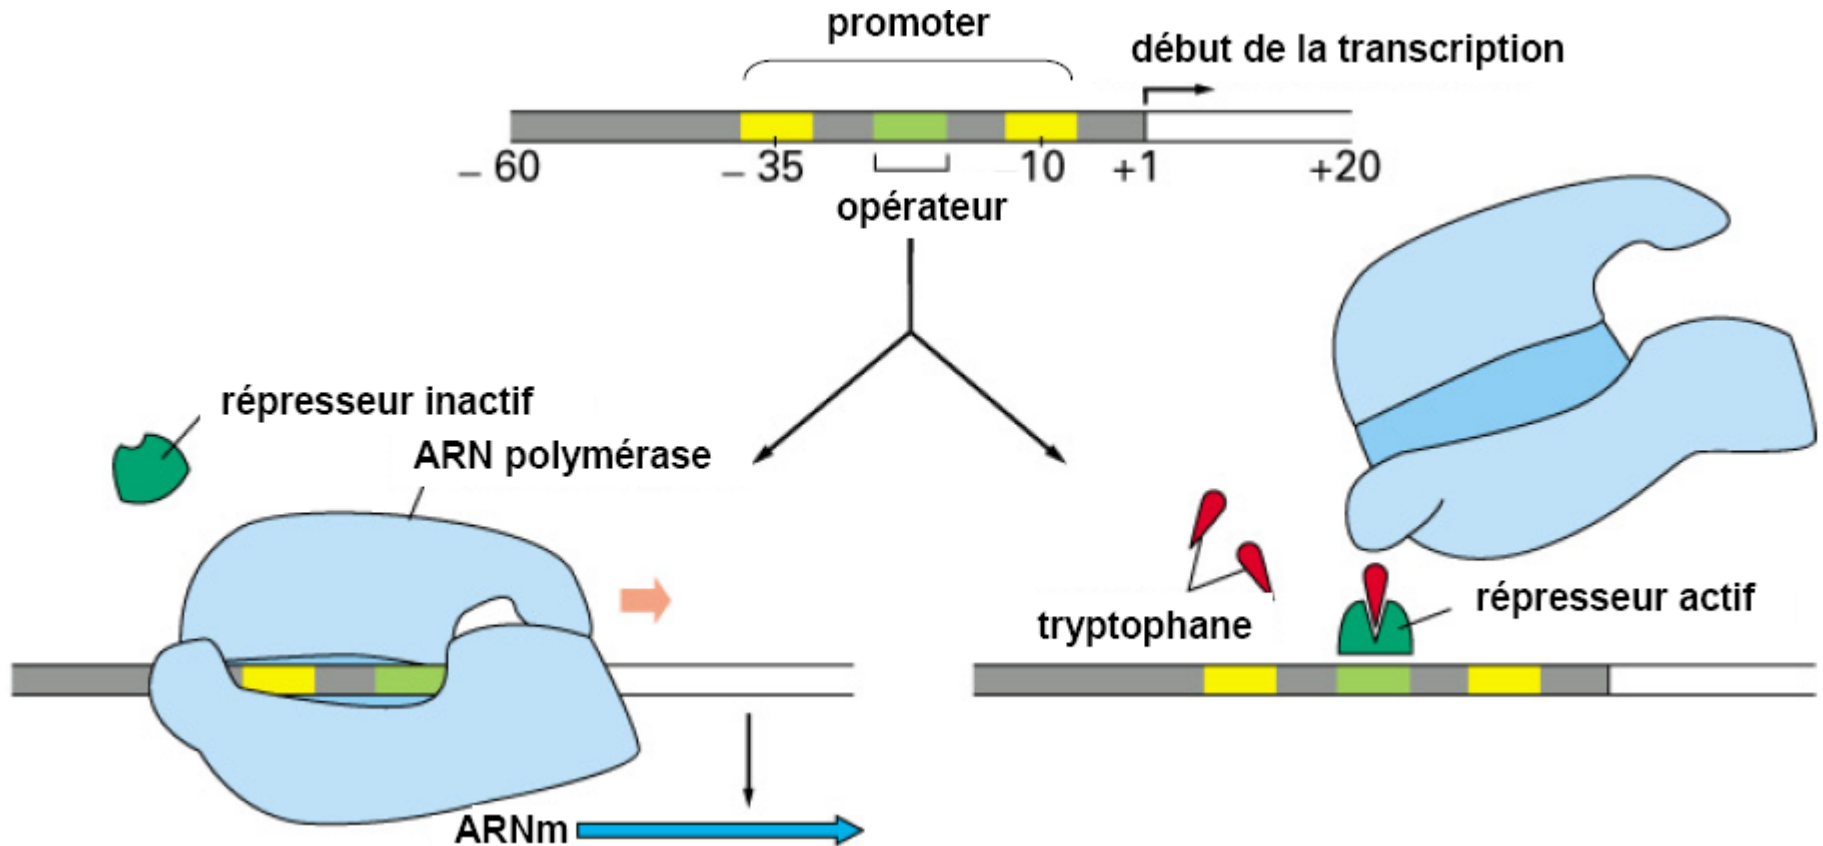 promoter
début de la transcription
– 60
– 35
10
+1
+20
opérateur
répresseur inactif
ARN polymérase
tryptophane
répresseur actif
ARNm